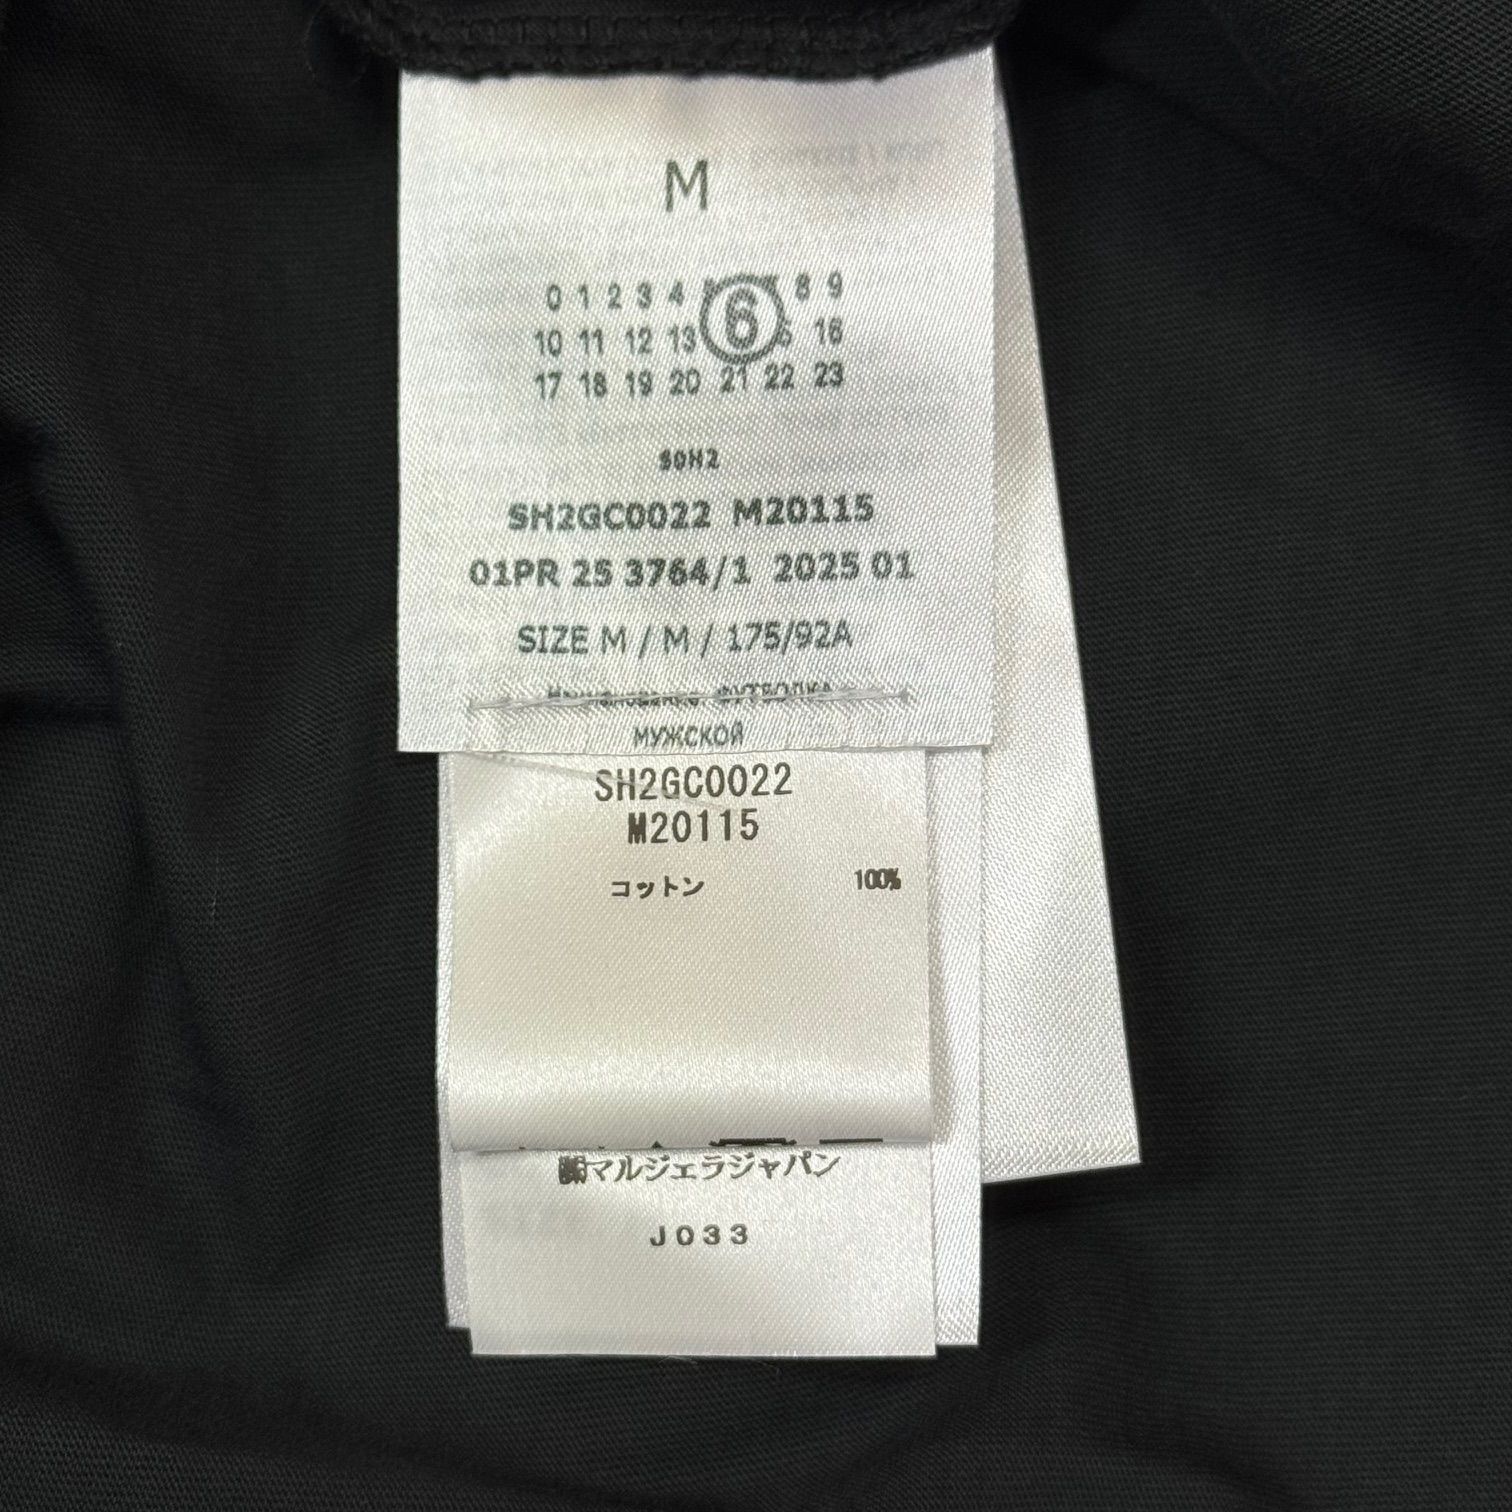 M
0 1 2 3 4 6 8 9
10 11 12 13 16
17 18 19 20 21 22 23
S0H2
SH2GC0022 M20115
01PR 25 3764/1 2025 01
SIZE M / M / 175/92A
ФУТБОЛКА
МУЖСКОЙ
SH2GC0022
M20115
コットン 100%
㈱マルジェラジャパン
J033